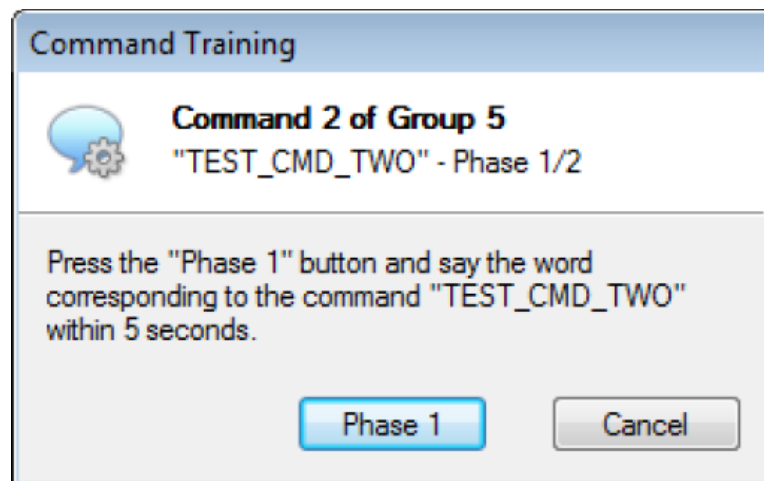 Command Training
Command 2 of Group 5
"TEST_CMD_TWO" - Phase 1/2
Press the "Phase 1" button and say the word
corresponding to the command "TEST_CMD_TWO"
within 5 seconds.
Phase 1
Cancel